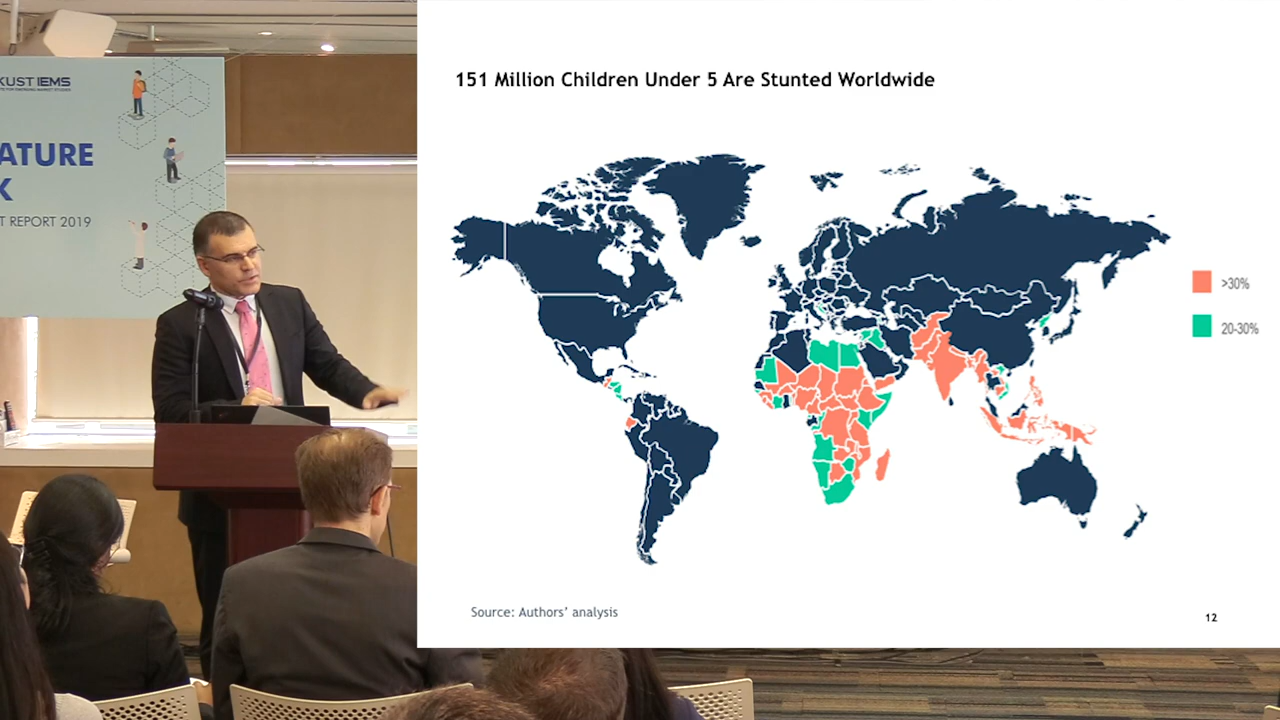 KUST IEMS
ATURE
K
T REPORT 2019
151 Million Children Under 5 Are Stunted Worldwide
>30%
20-30%
Source: Authors’ analysis
12